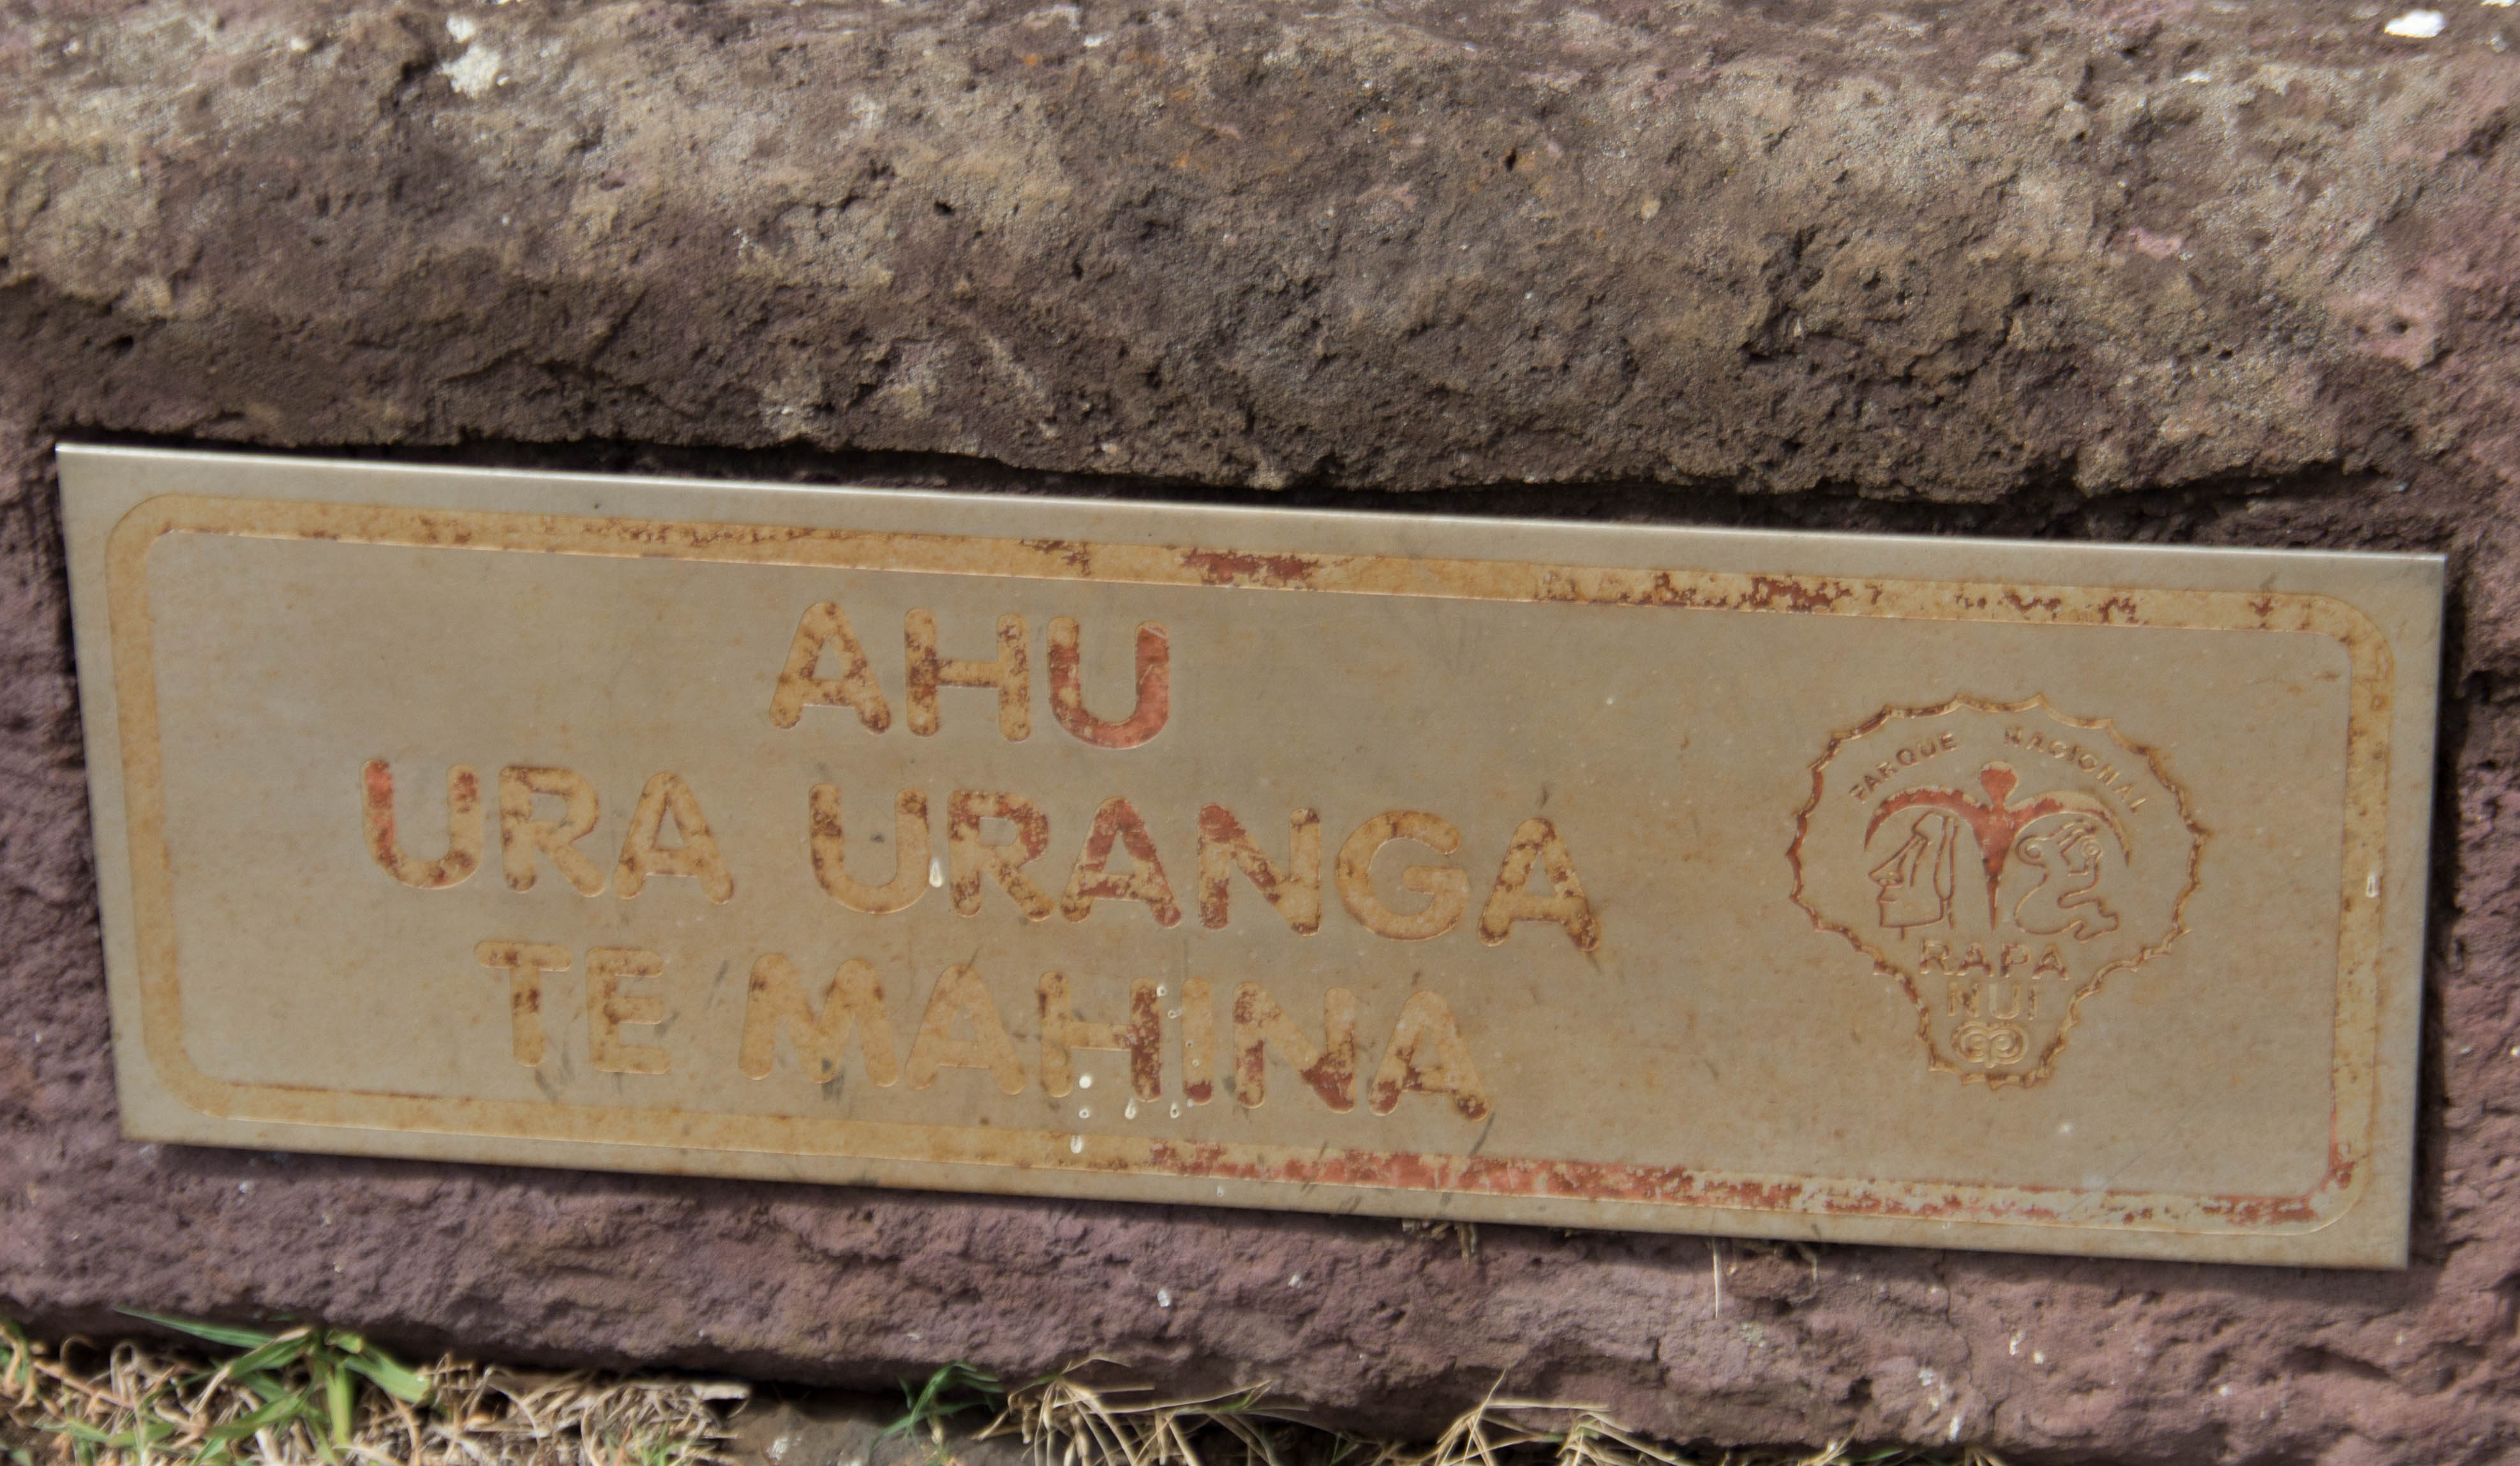 AHU
URA URANGA
TE MAHINA
PARQUE NACIONAL
RAPA
NUI